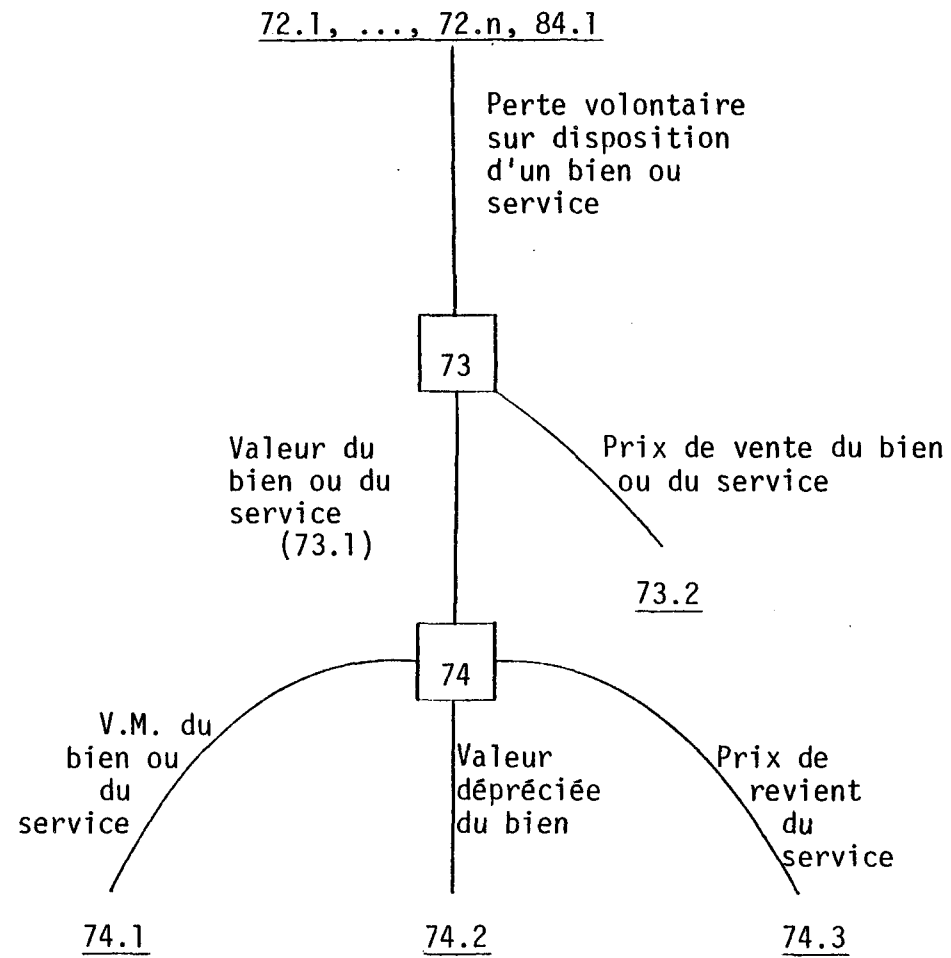 72.1, ..., 72.n, 84.1
Perte volontaire
sur disposition
d'un bien ou
service
73
Valeur du
bien ou du
service
(73.1)
Prix de vente du bien
ou du service
73.2
74
V.M. du
bien ou
du
service
Valeur
dépréciée
du bien
Prix de
revient
du
service
74.1
74.2
74.3